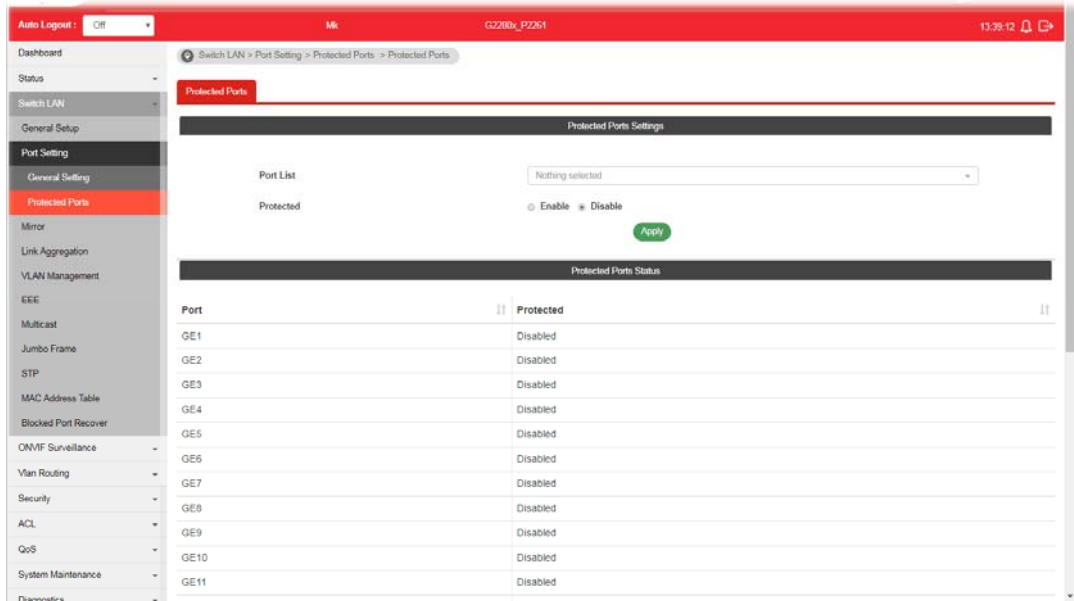 Auto Logout : Off Mk G2280x_P2261 13:39:12
Dashboard
Status
Switch LAN
General Setup
Port Setting
General Setting
Protected Ports
Mirror
Link Aggregation
VLAN Management
EEE
Multicast
Jumbo Frame
STP
MAC Address Table
Blocked Port Recover
ONVIF Surveillance
Vlan Routing
Security
ACL
QoS
System Maintenance
Diagnostics
Switch LAN > Port Setting > Protected Ports > Protected Ports
Protected Ports
Protected Ports Settings
Port List Nothing selected
Protected Enable Disable
Apply
Protected Ports Status
Port Protected
GE1 Disabled
GE2 Disabled
GE3 Disabled
GE4 Disabled
GE5 Disabled
GE6 Disabled
GE7 Disabled
GE8 Disabled
GE9 Disabled
GE10 Disabled
GE11 Disabled